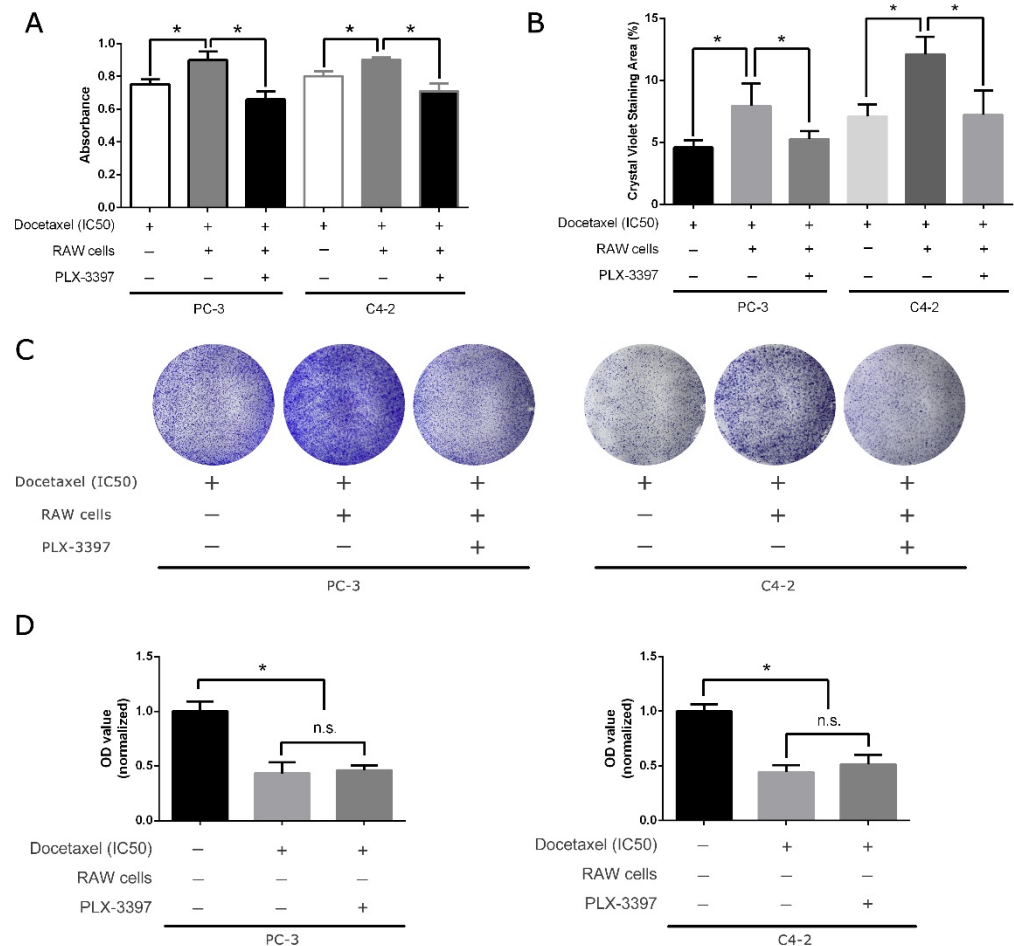 A
* * * *
Absorbance
1.0
0.8
0.6
0.4
0.2
0.0
Docetaxel (IC50) + + + + + +
RAW cells – + + – + +
PLX-3397 – – + – – +
PC-3 C4-2
B
* * * *
Crystal Violet Staining Area (%)
15
10
5
0
Docetaxel (IC50) + + + + + +
RAW cells – + + – + +
PLX-3397 – – + – – +
PC-3 C4-2
C
Docetaxel (IC50) + + + + + +
RAW cells – + + – + +
PLX-3397 – – + – – +
PC-3 C4-2
D
OD value
(normalized)
1.5
1.0
0.5
0.0
*
n.s.
Docetaxel (IC50) – + +
RAW cells – – –
PLX-3397 – – +
PC-3
OD value
(normalized)
1.5
1.0
0.5
0.0
*
n.s.
Docetaxel (IC50) – + +
RAW cells – – –
PLX-3397 – – +
C4-2